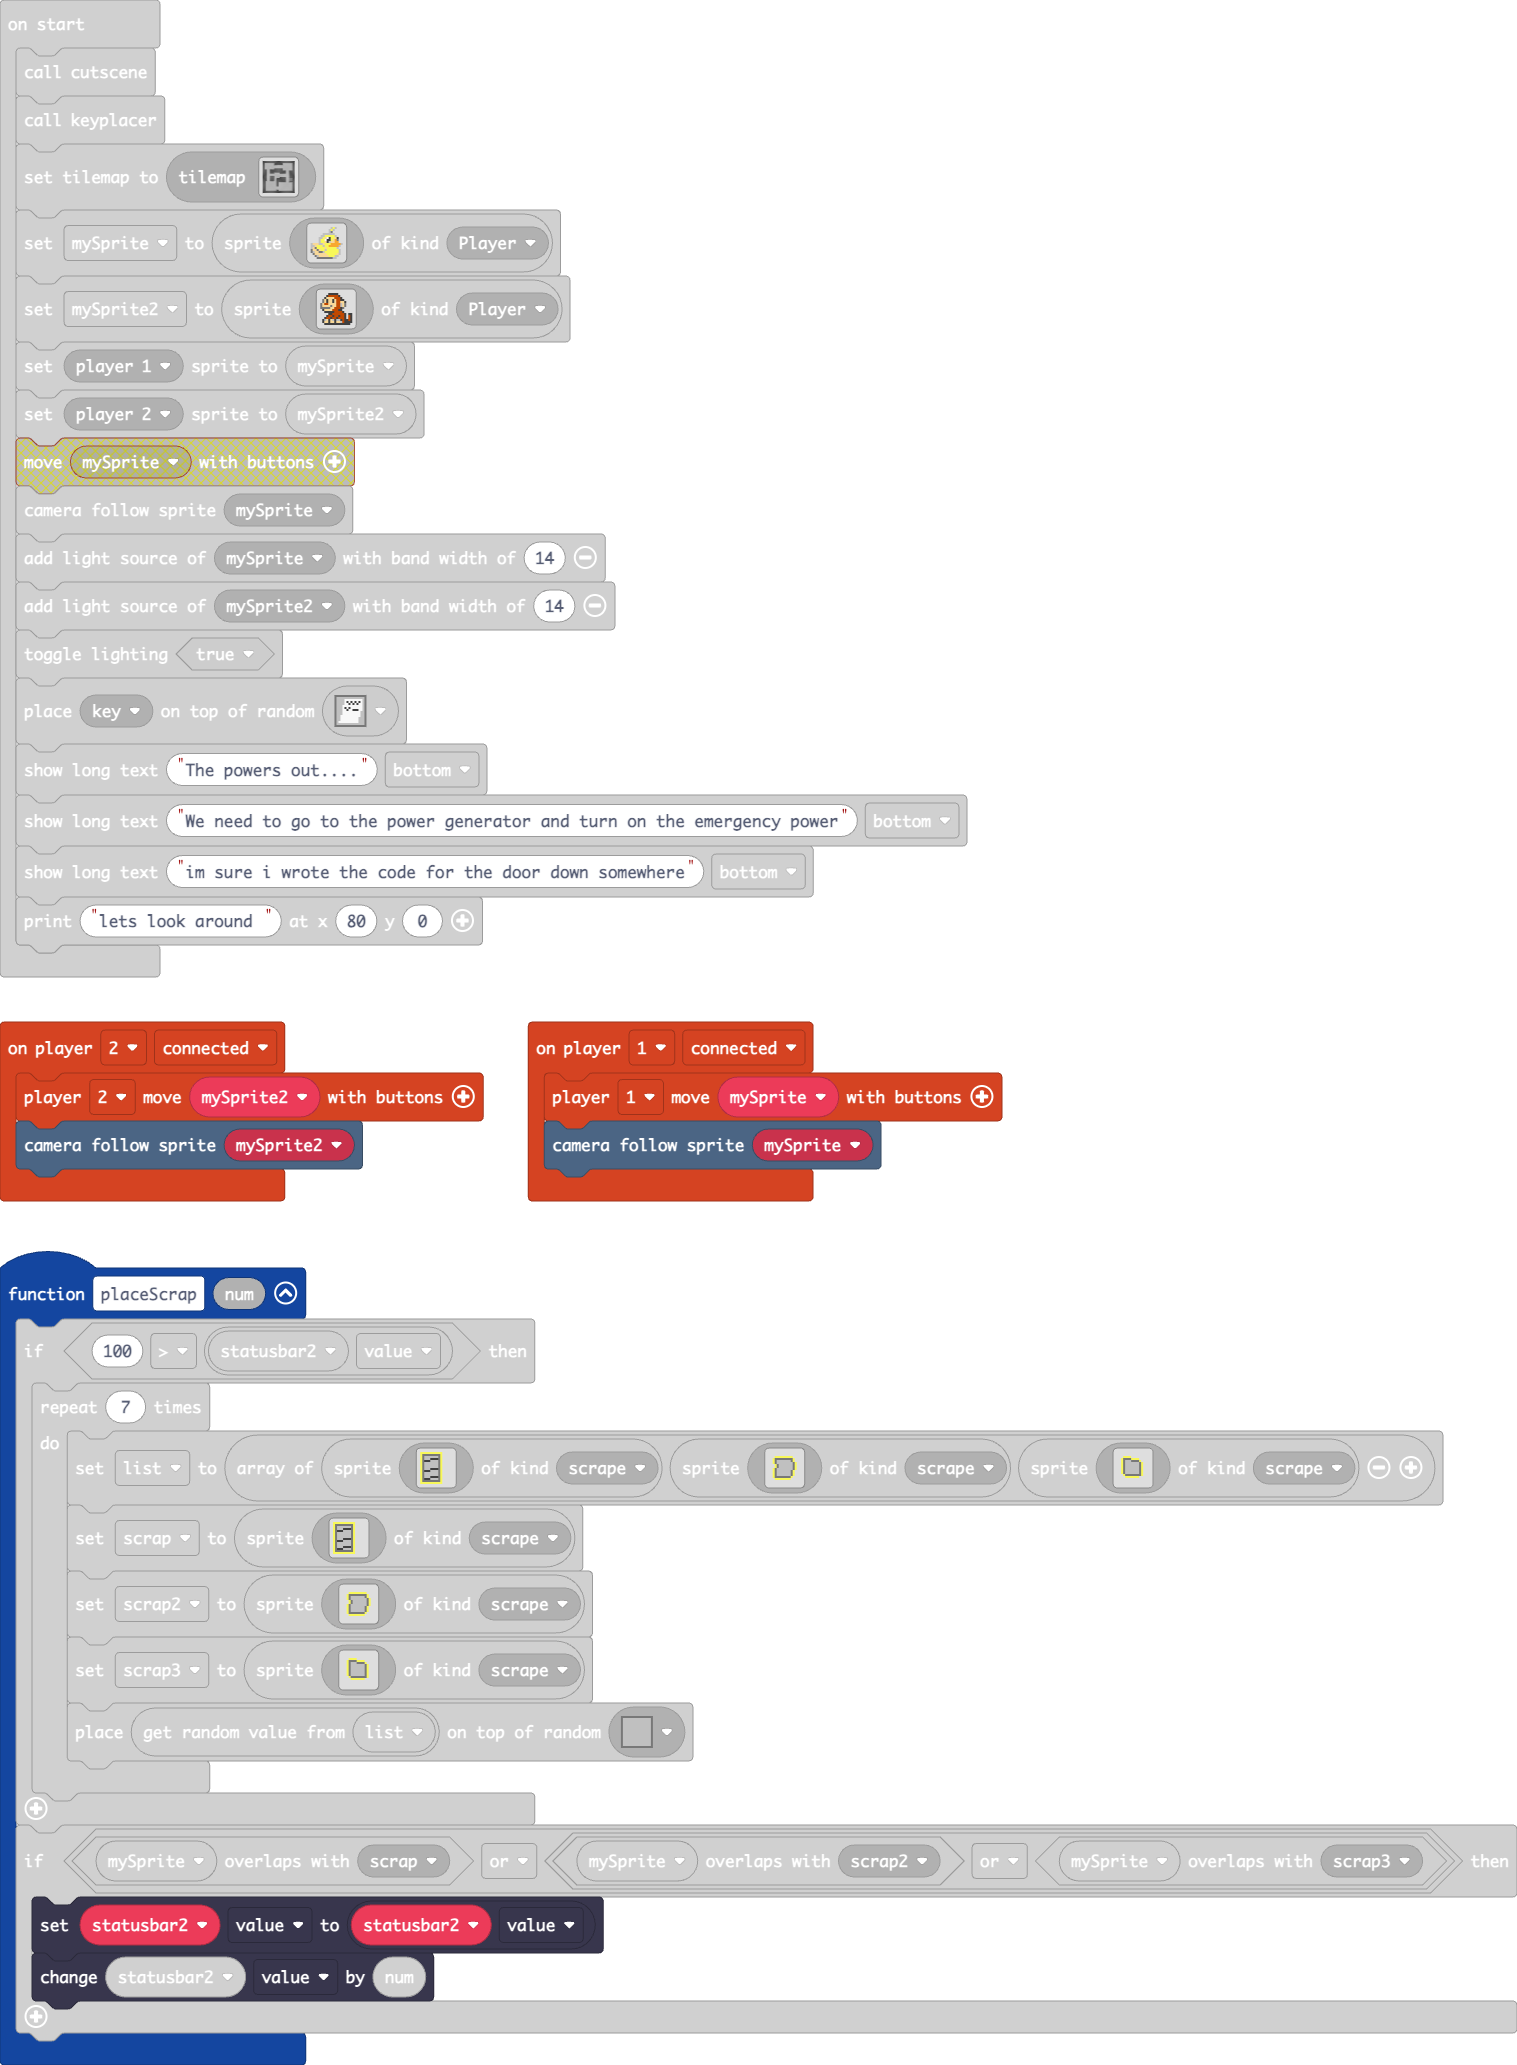 on start
call cutscene
call keyplacer
set tilemap to tilemap
set mySprite to sprite of kind Player
set mySprite2 to sprite of kind Player
set player 1 sprite to mySprite
set player 2 sprite to mySprite2
move mySprite with buttons
camera follow sprite mySprite
add light source of mySprite with band width of 14
add light source of mySprite2 with band width of 14
toggle lighting true
place key on top of random
show long text "The powers out...." bottom
show long text "We need to go to the power generator and turn on the emergency power" bottom
show long text "im sure i wrote the code for the door down somewhere" bottom
print "lets look around " at x 80 y 0
on player 2 connected
player 2 move mySprite2 with buttons
camera follow sprite mySprite2
on player 1 connected
player 1 move mySprite with buttons
camera follow sprite mySprite
function placeScrap num
if 100 > statusbar2 value then
repeat 7 times
do
set list to array of sprite of kind scrape sprite of kind scrape sprite of kind scrape
set scrap to sprite of kind scrape
set scrap2 to sprite of kind scrape
set scrap3 to sprite of kind scrape
place get random value from list on top of random
if mySprite overlaps with scrap or mySprite overlaps with scrap2 or mySprite overlaps with scrap3 then
set statusbar2 value to statusbar2 value
change statusbar2 value by num